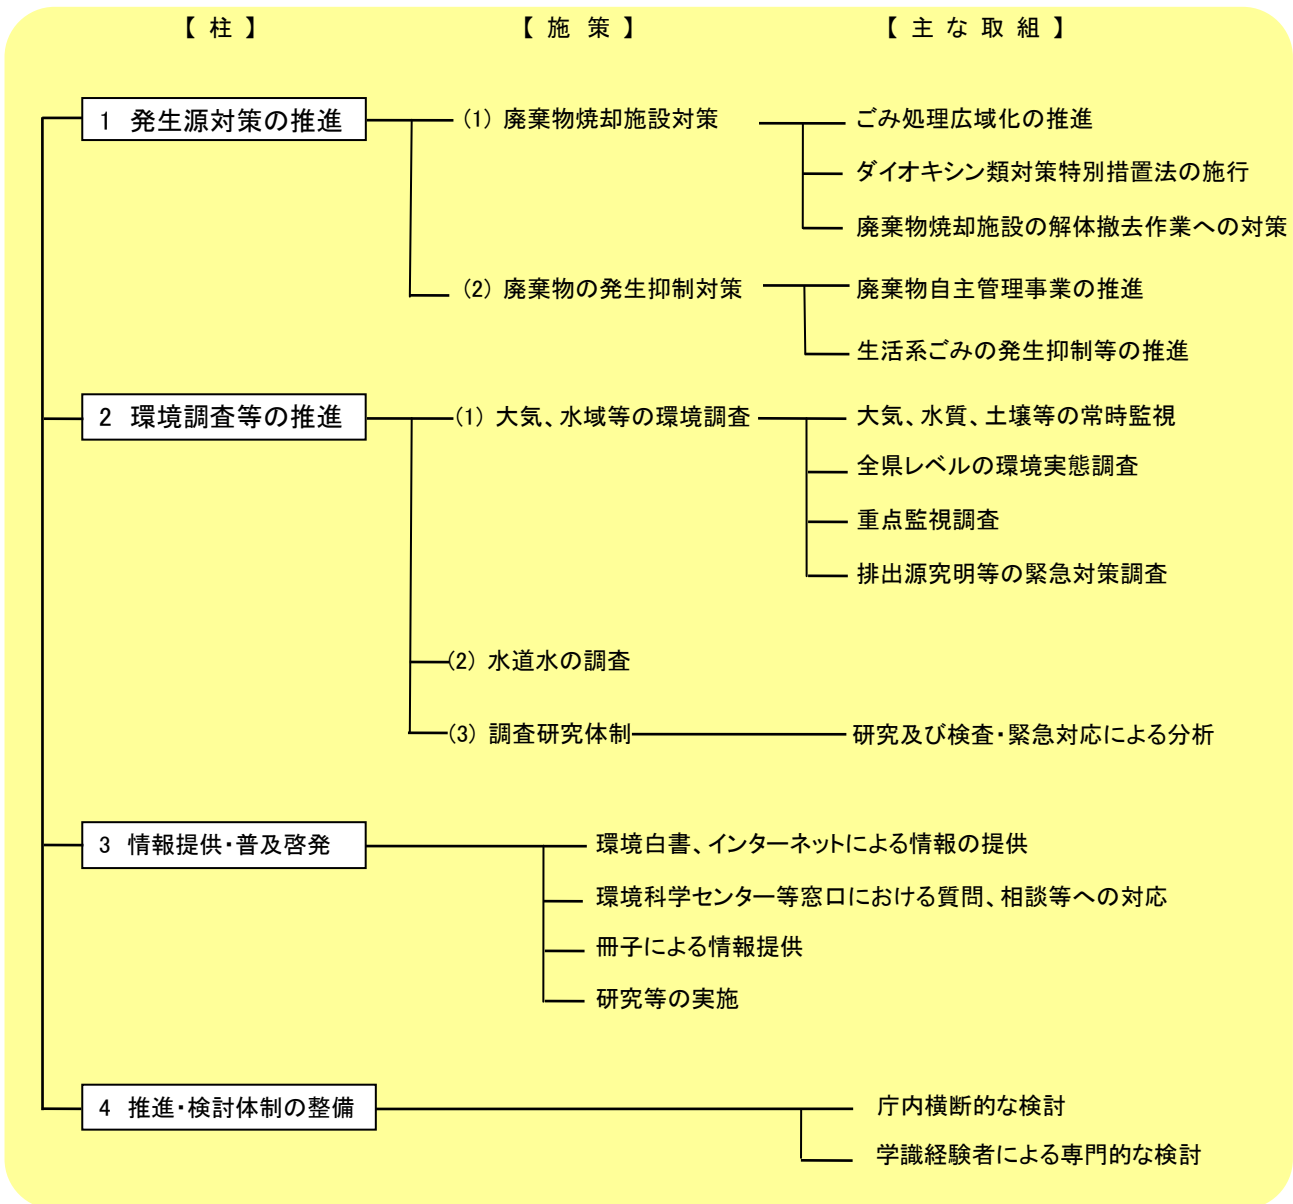 【 柱 】 【 施 策 】 【 主 な 取 組 】
1 発生源対策の推進 (1) 廃棄物焼却施設対策 ごみ処理広域化の推進
ダイオキシン類対策特別措置法の施行
廃棄物焼却施設の解体撤去作業への対策
(2) 廃棄物の発生抑制対策 廃棄物自主管理事業の推進
生活系ごみの発生抑制等の推進
2 環境調査等の推進 (1) 大気、水域等の環境調査 大気、水質、土壌等の常時監視
全県レベルの環境実態調査
重点監視調査
排出源究明等の緊急対策調査
(2) 水道水の調査
(3) 調査研究体制 研究及び検査・緊急対応による分析
3 情報提供・普及啓発 環境白書、インターネットによる情報の提供
環境科学センター等窓口における質問、相談等への対応
冊子による情報提供
研究等の実施
4 推進・検討体制の整備 庁内横断的な検討
学識経験者による専門的な検討